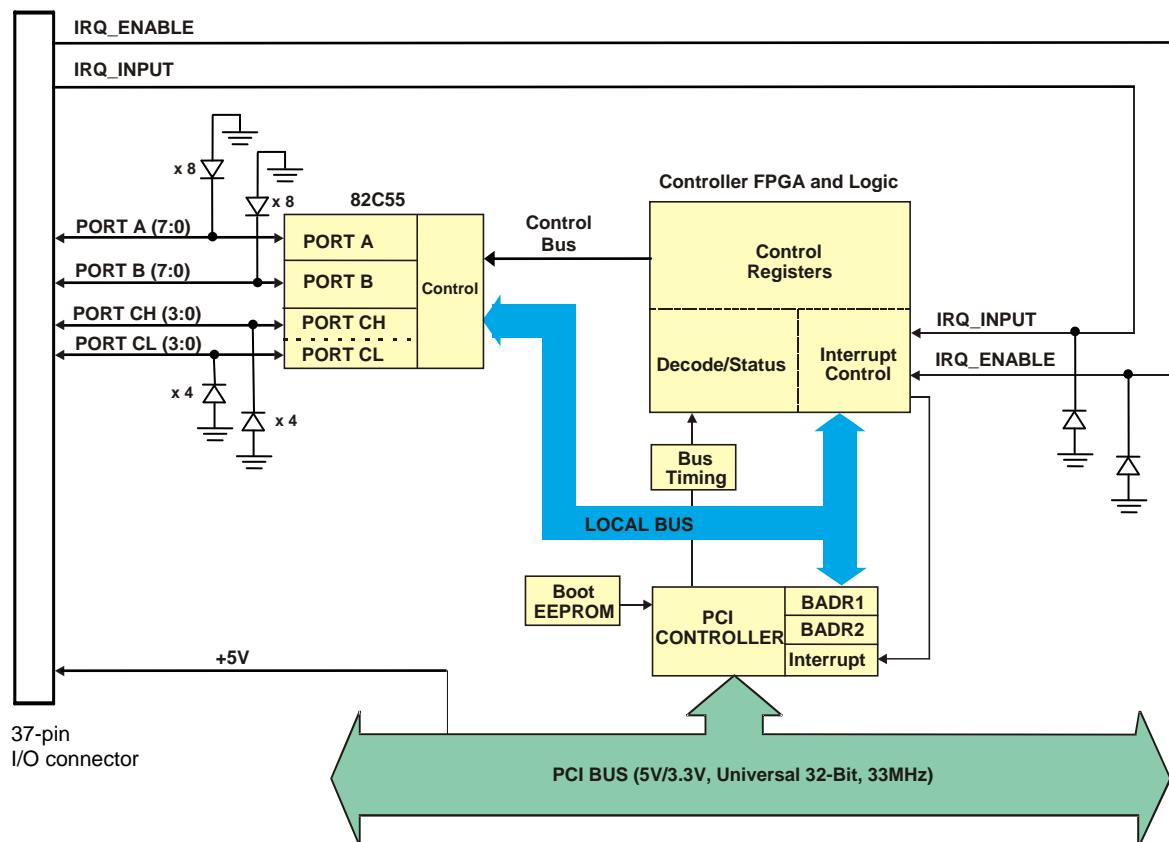 IRQ_ENABLE
IRQ_INPUT
x 8
x 8
82C55
Controller FPGA and Logic
PORT A (7:0)
PORT A
PORT B (7:0)
PORT B
PORT CH (3:0)
PORT CH
PORT CL (3:0)
PORT CL
Control
Control
Bus
Control
Registers
Decode/Status
Interrupt
Control
IRQ_INPUT
IRQ_ENABLE
x 4
x 4
Bus
Timing
LOCAL BUS
Boot
EEPROM
PCI
CONTROLLER
BADR1
BADR2
Interrupt
+5V
37-pin
I/O connector
PCI BUS (5V/3.3V, Universal 32-Bit, 33MHz)